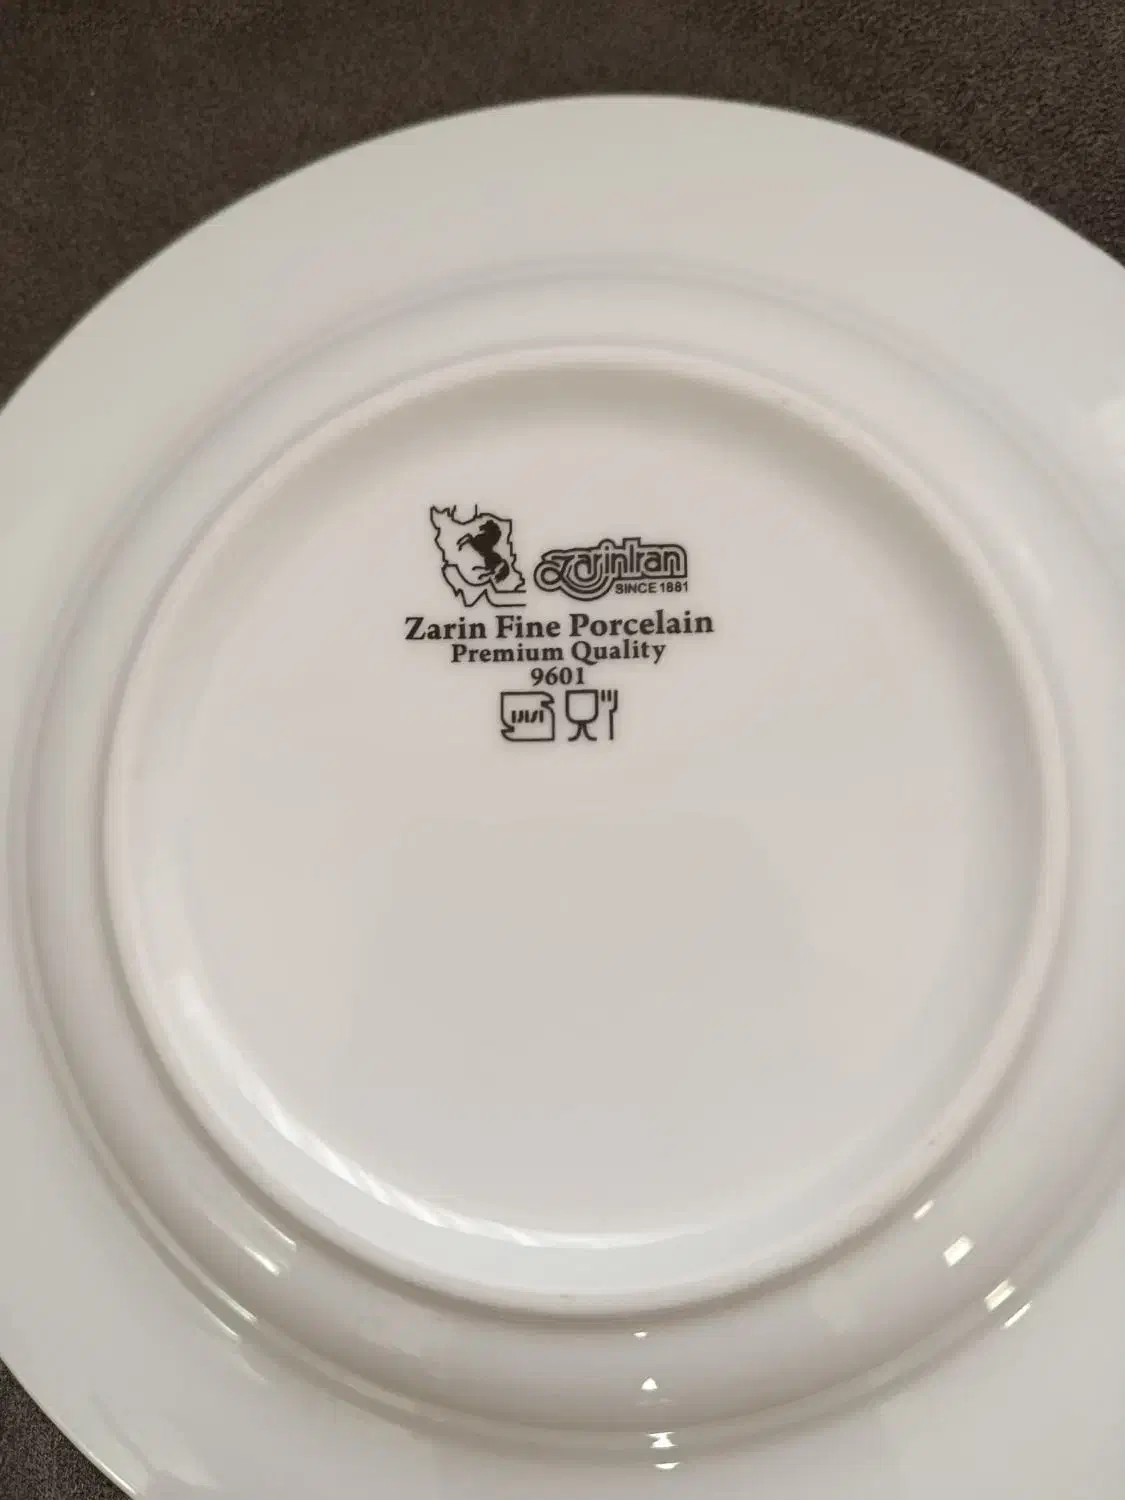 ZarinIran
SINCE 1881
Zarin Fine Porcelain
Premium Quality
9601